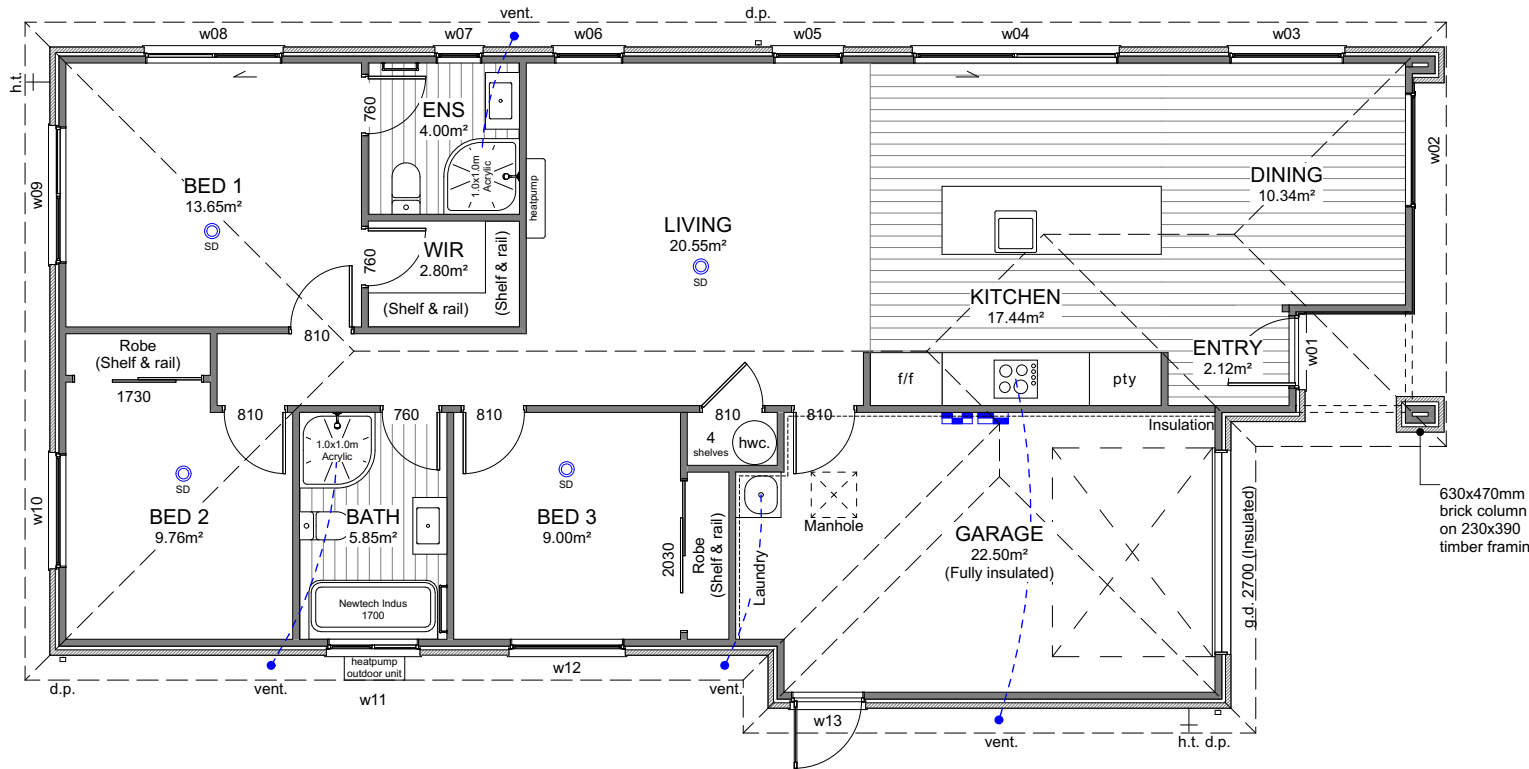 vent.
d.p.
w08
w07
w06
w05
w04
w03
h.t.
760
ENS
4.00m²
1.0x1.0m
Acrylic
heatpump
w02
w09
BED 1
13.65m²
SD
DINING
10.34m²
LIVING
20.55m²
SD
760
WIR
2.80m²
(Shelf & rail)
(Shelf & rail)
KITCHEN
17.44m²
810
Robe
(Shelf & rail)
1730
ENTRY
2.12m²
w01
f/f
pty
810
760
810
810
810
Insulation
1.0x1.0m
Acrylic
4
shelves
hwc.
SD
SD
w10
BED 2
9.76m²
BATH
5.85m²
BED 3
9.00m²
2030
Robe
(Shelf & rail)
Laundry
Manhole
GARAGE
22.50m²
(Fully insulated)
g.d. 2700 (Insulated)
630x470mm
brick column
on 230x390
timber framin
Newtech Indus
1700
heatpump
outdoor unit
d.p.
vent.
w11
w12
vent.
w13
vent.
h.t.
d.p.